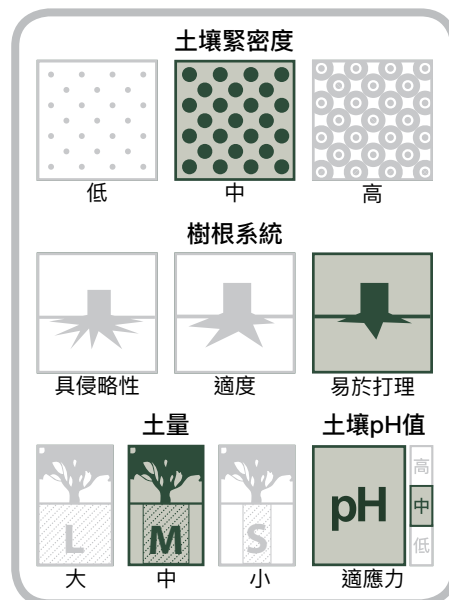 土壤緊密度
低 中 高
樹根系統
具侵略性 適度 易於打理
土量 土壤pH值
L M S pH 高
中
低
大 中 小 適應力